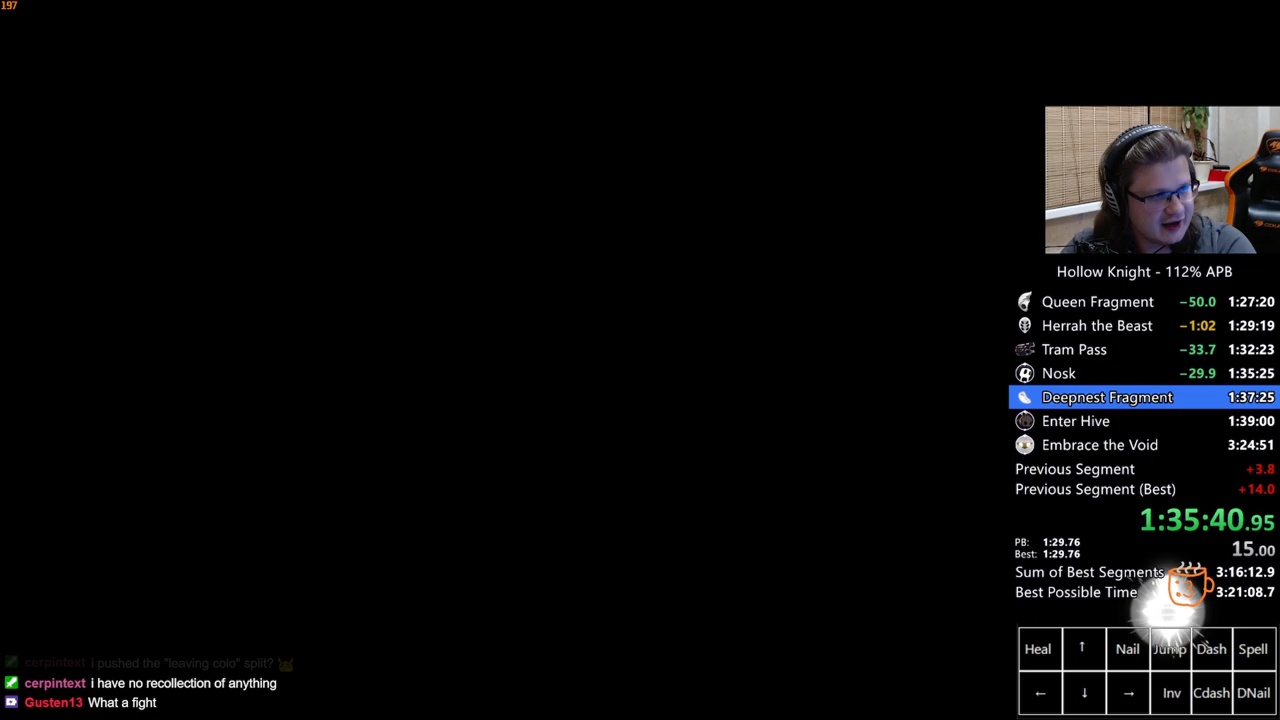 197
Hollow Knight - 112% APB
Queen Fragment -50.0 1:27:20
Herrah the Beast -1:02 1:29:19
Tram Pass -33.7 1:32:23
Nosk -29.9 1:35:25
Deepnest Fragment 1:37:25
Enter Hive 1:39:00
Embrace the Void 3:24:51
Previous Segment +3.8
Previous Segment (Best) +14.0
1:35:40.95
PB: 1:29.76
Best: 1:29.76
15.00
Sum of Best Segments 3:16:12.9
Best Possible Time 3:21:08.7
Heal ↑ Nail Jump Dash Spell
← ↓ → Inv Cdash DNail
cerpintext i pushed the "leaving colo" split?
cerpintext i have no recollection of anything
Gusten13 What a fight